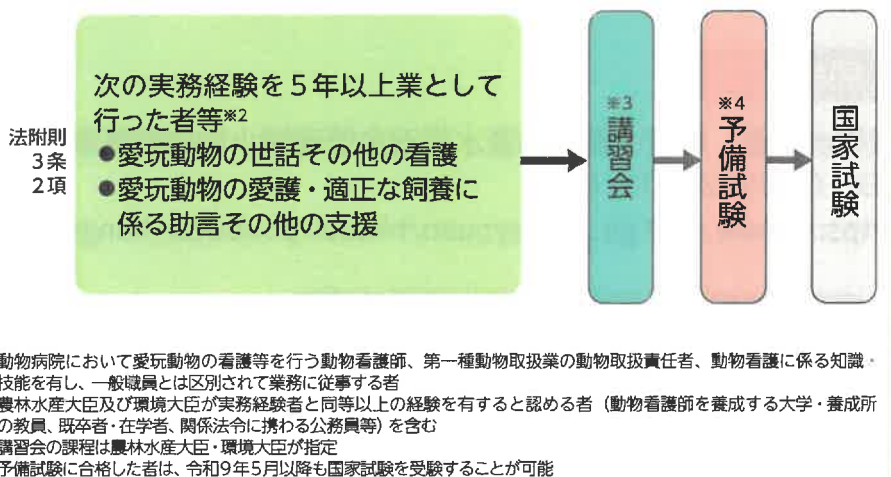 法附則
3条
2項
次の実務経験を5年以上業として
行った者等※2
●愛玩動物の世話その他の看護
●愛玩動物の愛護・適正な飼養に
係る助言その他の支援
※3
講習会
※4
予備試験
国家試験
動物病院において愛玩動物の看護等を行う動物看護師、第一種動物取扱業の動物取扱責任者、動物看護に係る知識・
技能を有し、一般職員とは区別されて業務に従事する者
農林水産大臣及び環境大臣が実務経験者と同等以上の経験を有すると認める者（動物看護師を養成する大学・養成所
の教員、既卒者・在学者、関係法令に携わる公務員等）を含む
講習会の課程は農林水産大臣・環境大臣が指定
予備試験に合格した者は、令和9年5月以降も国家試験を受験することが可能